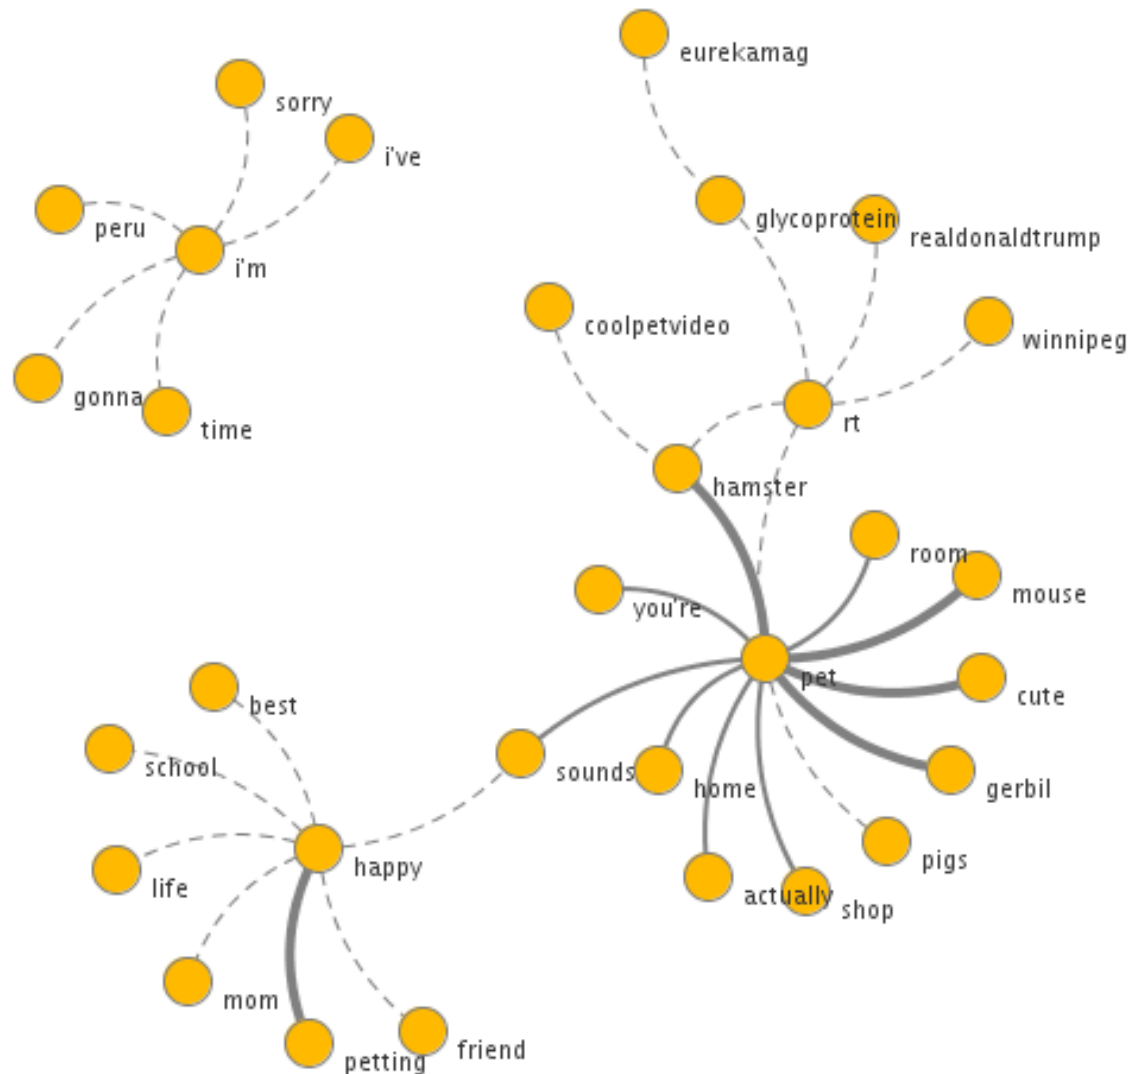 eurekamag
sorry
i've
glycoprotein
peru
realdonaldtrump
i'm
coolpetvideo
winnipeg
gonna
rt
time
hamster
room
mouse
you're
pet
cute
best
school
sounds
home
gerbil
happy
pigs
life
actually
shop
mom
friend
petting